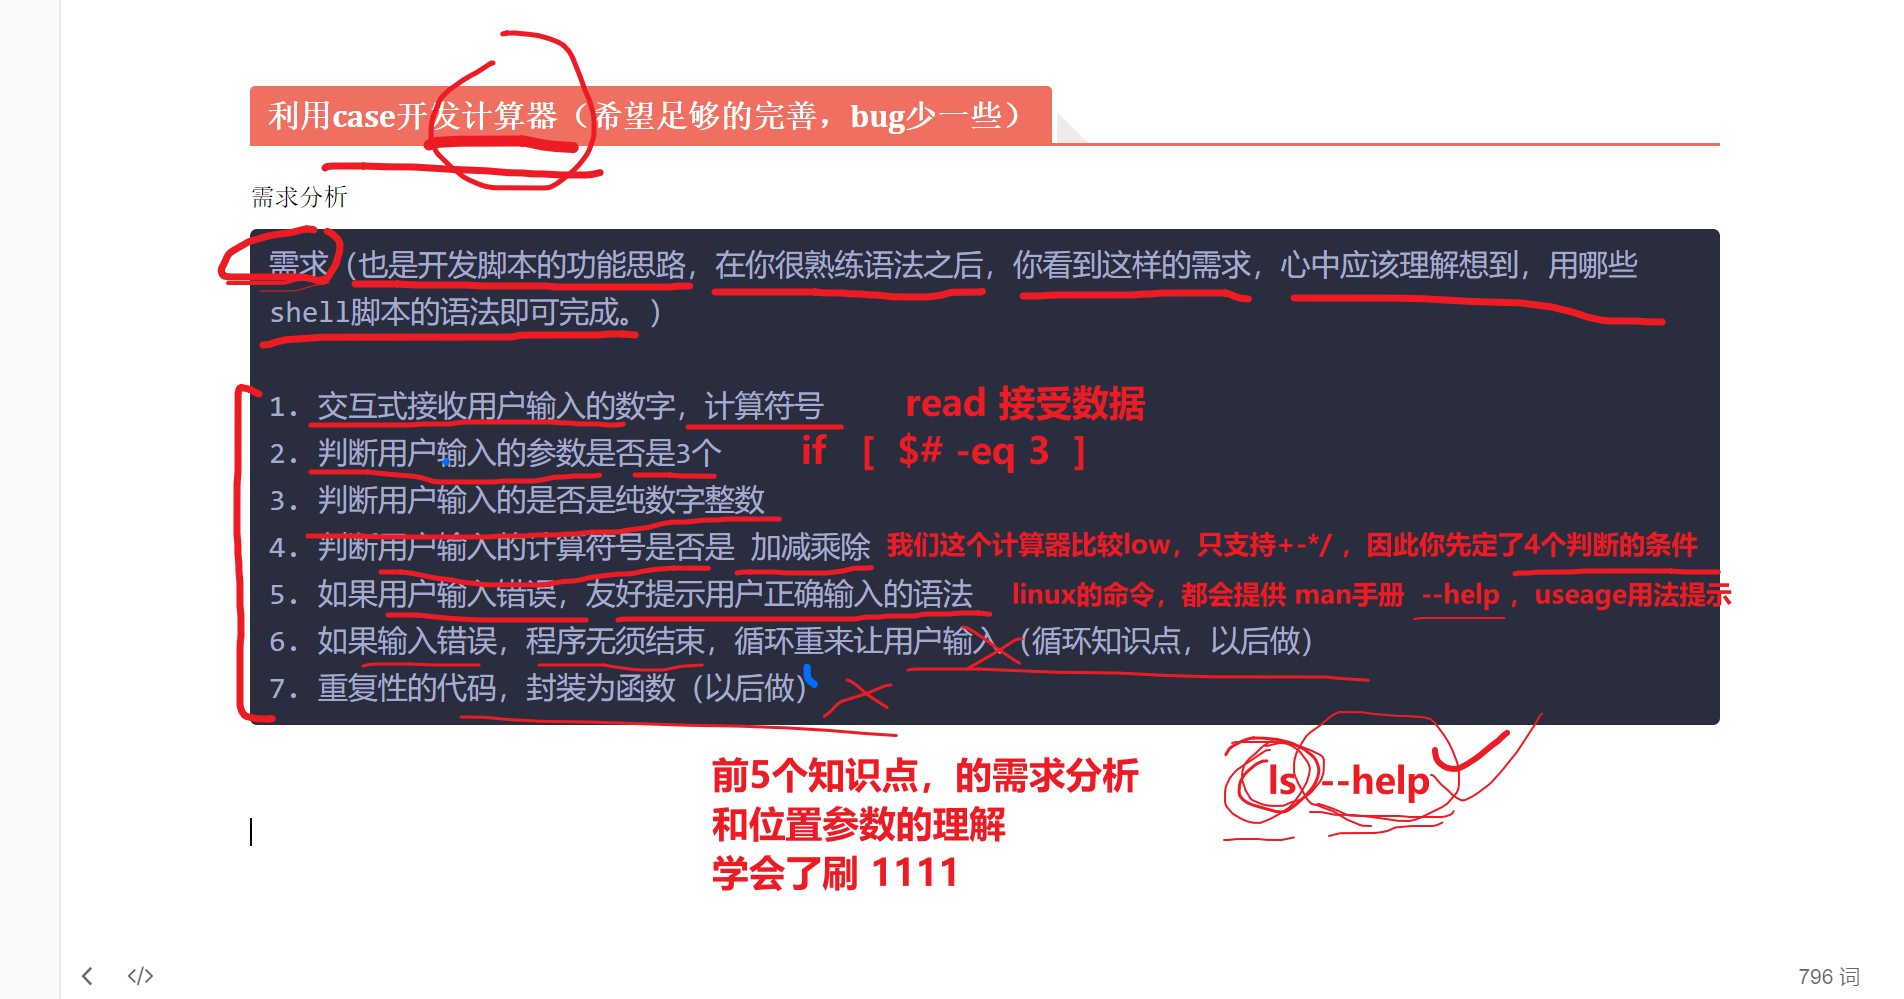 利用case开发计算器（希望足够的完善，bug少一些）
需求分析
需求（也是开发脚本的功能思路，在你很熟练语法之后，你看到这样的需求，心中应该理解想到，用哪些
shell脚本的语法即可完成。）
1. 交互式接收用户输入的数字，计算符号 read 接受数据
2. 判断用户输入的参数是否是3个 if [ $# -eq 3 ]
3. 判断用户输入的是否是纯数字整数
4. 判断用户输入的计算符号是否是 加减乘除 我们这个计算器比较low，只支持+-*/ ，因此你先定了4个判断的条件
5. 如果用户输入错误，友好提示用户正确输入的语法 linux的命令，都会提供 man手册 --help ，useage用法提示
6. 如果输入错误，程序无须结束，循环重来让用户输入（循环知识点，以后做）
7. 重复性的代码，封装为函数（以后做）
前5个知识点，的需求分析
和位置参数的理解
学会了刷 1111
ls --help
796 词